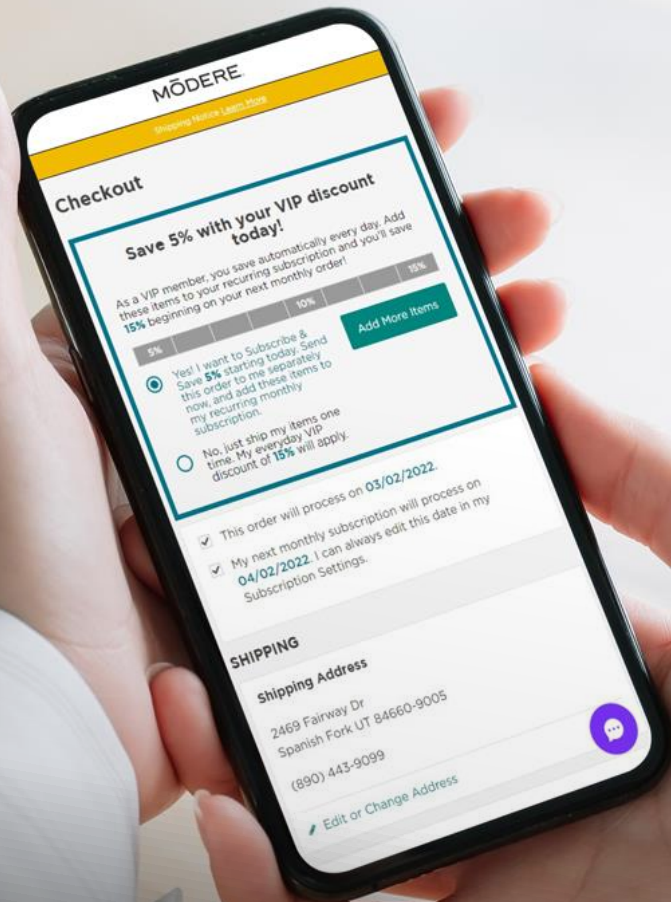 MŌDERE
Shipping Notice Learn More
Checkout
Save 5% with your VIP discount
today!
As a VIP member, you save automatically every day. Add
these items to your recurring subscription and you'll save
15% beginning on your next monthly order!
5% 10% 15%
Yes! I want to Subscribe &
Save 5% starting today. Send
this order to me separately
now, and add these items to
my recurring monthly
subscription.
Add More Items
No, just ship my items one
time. My everyday VIP
discount of 15% will apply.
This order will process on 03/02/2022.
My next monthly subscription will process on
04/02/2022. I can always edit this date in my
Subscription Settings.
SHIPPING
Shipping Address
2469 Fairway Dr
Spanish Fork UT 84660-9005
(890) 443-9099
Edit or Change Address